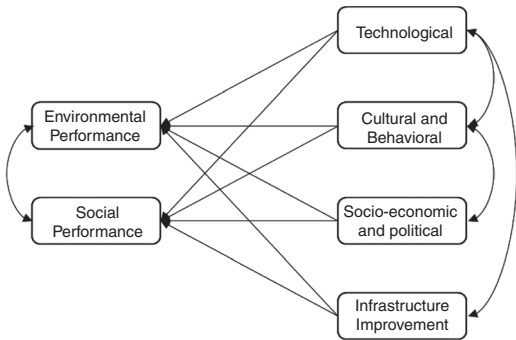 Technological
Environmental
Performance
Cultural and
Behavioral
Social
Performance
Socio-economic
and political
Infrastructure
Improvement